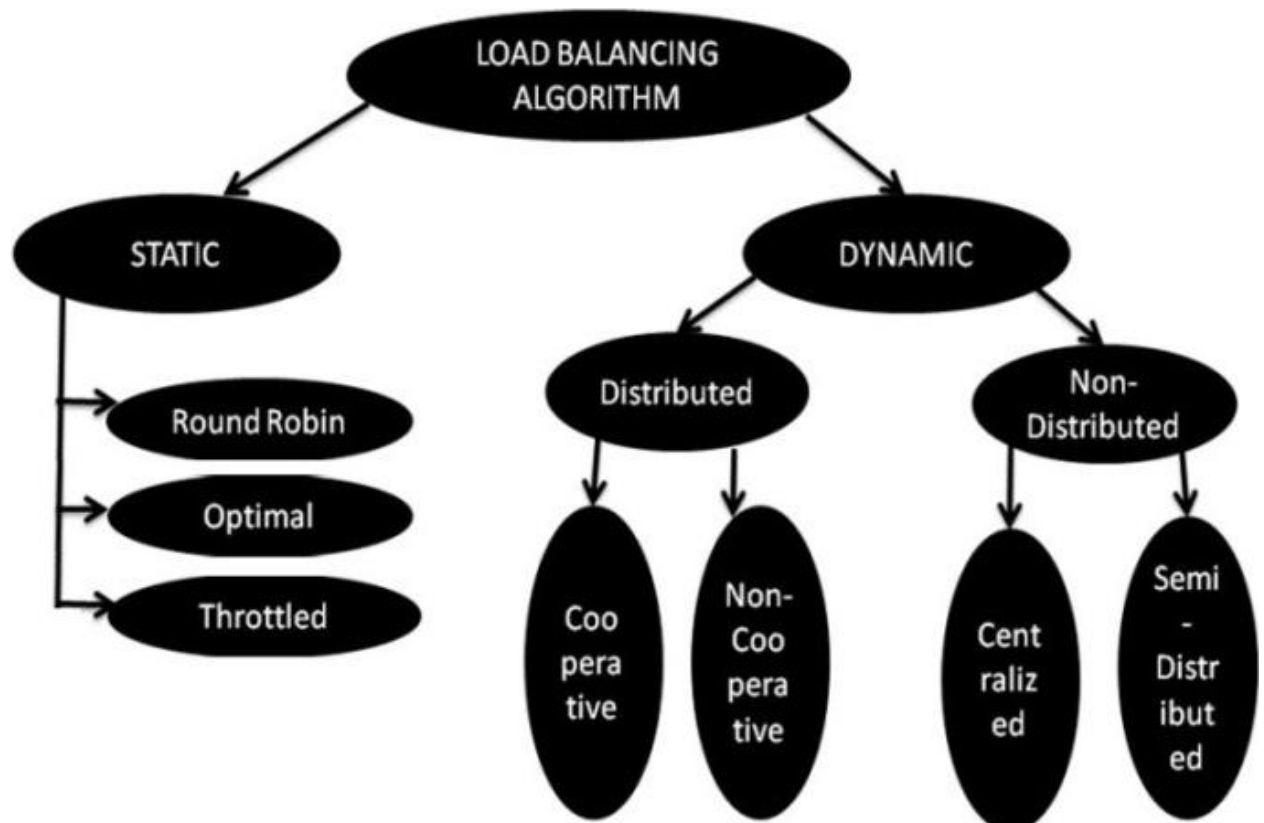 LOAD BALANCING
ALGORITHM
STATIC
DYNAMIC
Round Robin
Optimal
Throttled
Distributed
Non-
Distributed
Coo
pera
tive
Non-
Coo
pera
tive
Cent
raliz
ed
Semi
-
Distr
ibut
ed